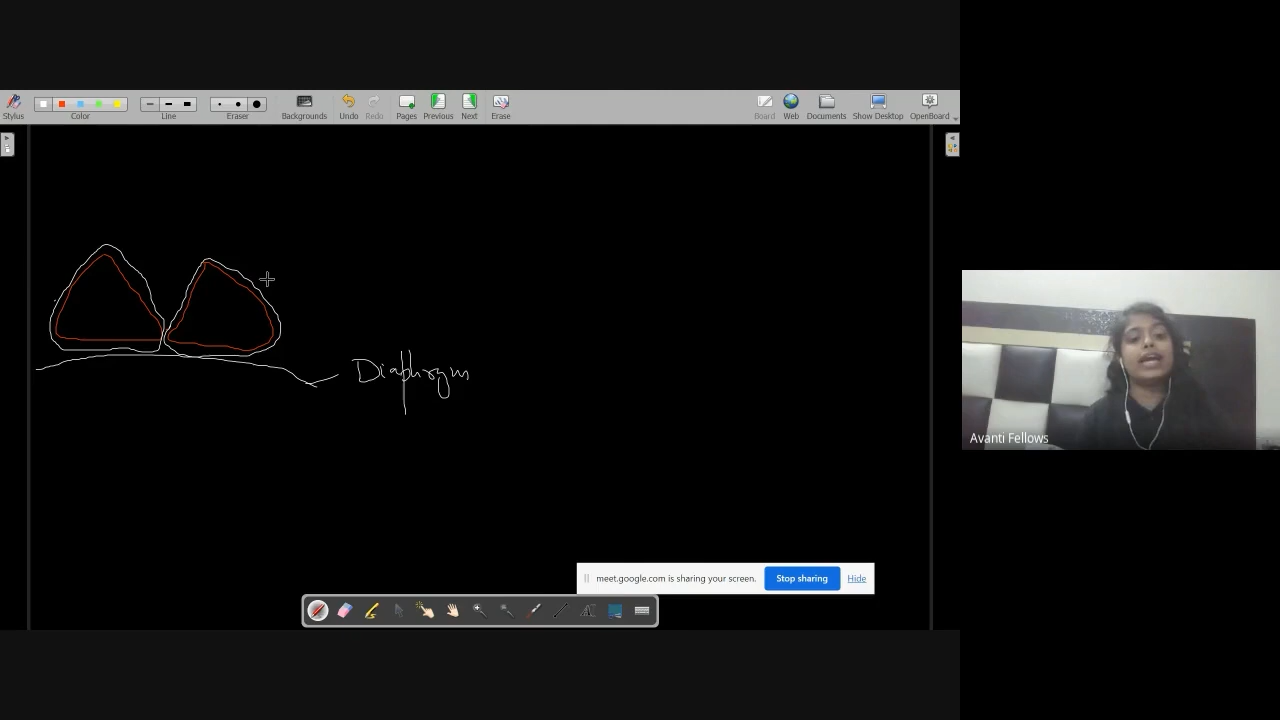 Stylus Color Line Eraser Backgrounds Undo Redo Pages Previous Next Erase Board Web Documents Show Desktop OpenBoard
Diaphrgm
Avanti Fellows
meet.google.com is sharing your screen. Stop sharing Hide